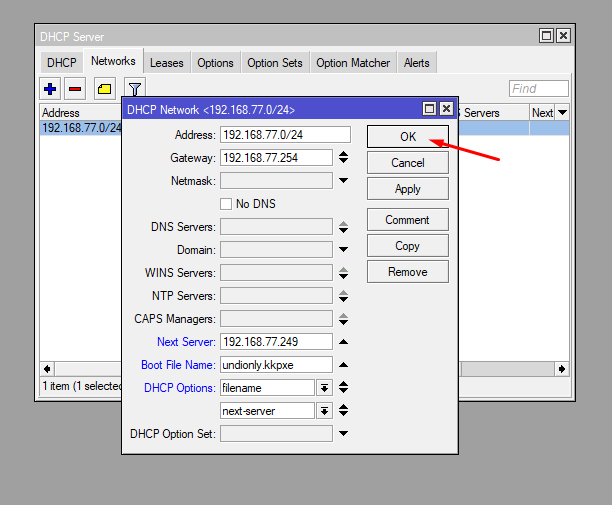 DHCP Server
DHCP Networks Leases Options Option Sets Option Matcher Alerts
Find
Address Servers Next
192.168.77.0/24
DHCP Network <192.168.77.0/24>
Address: 192.168.77.0/24 OK
Gateway: 192.168.77.254 Cancel
Netmask: Apply
No DNS
DNS Servers: Comment
Domain: Copy
WINS Servers: Remove
NTP Servers:
CAPS Managers:
Next Server: 192.168.77.249
Boot File Name: undionly.kkpxe
DHCP Options: filename
next-server
DHCP Option Set:
1 item (1 selected